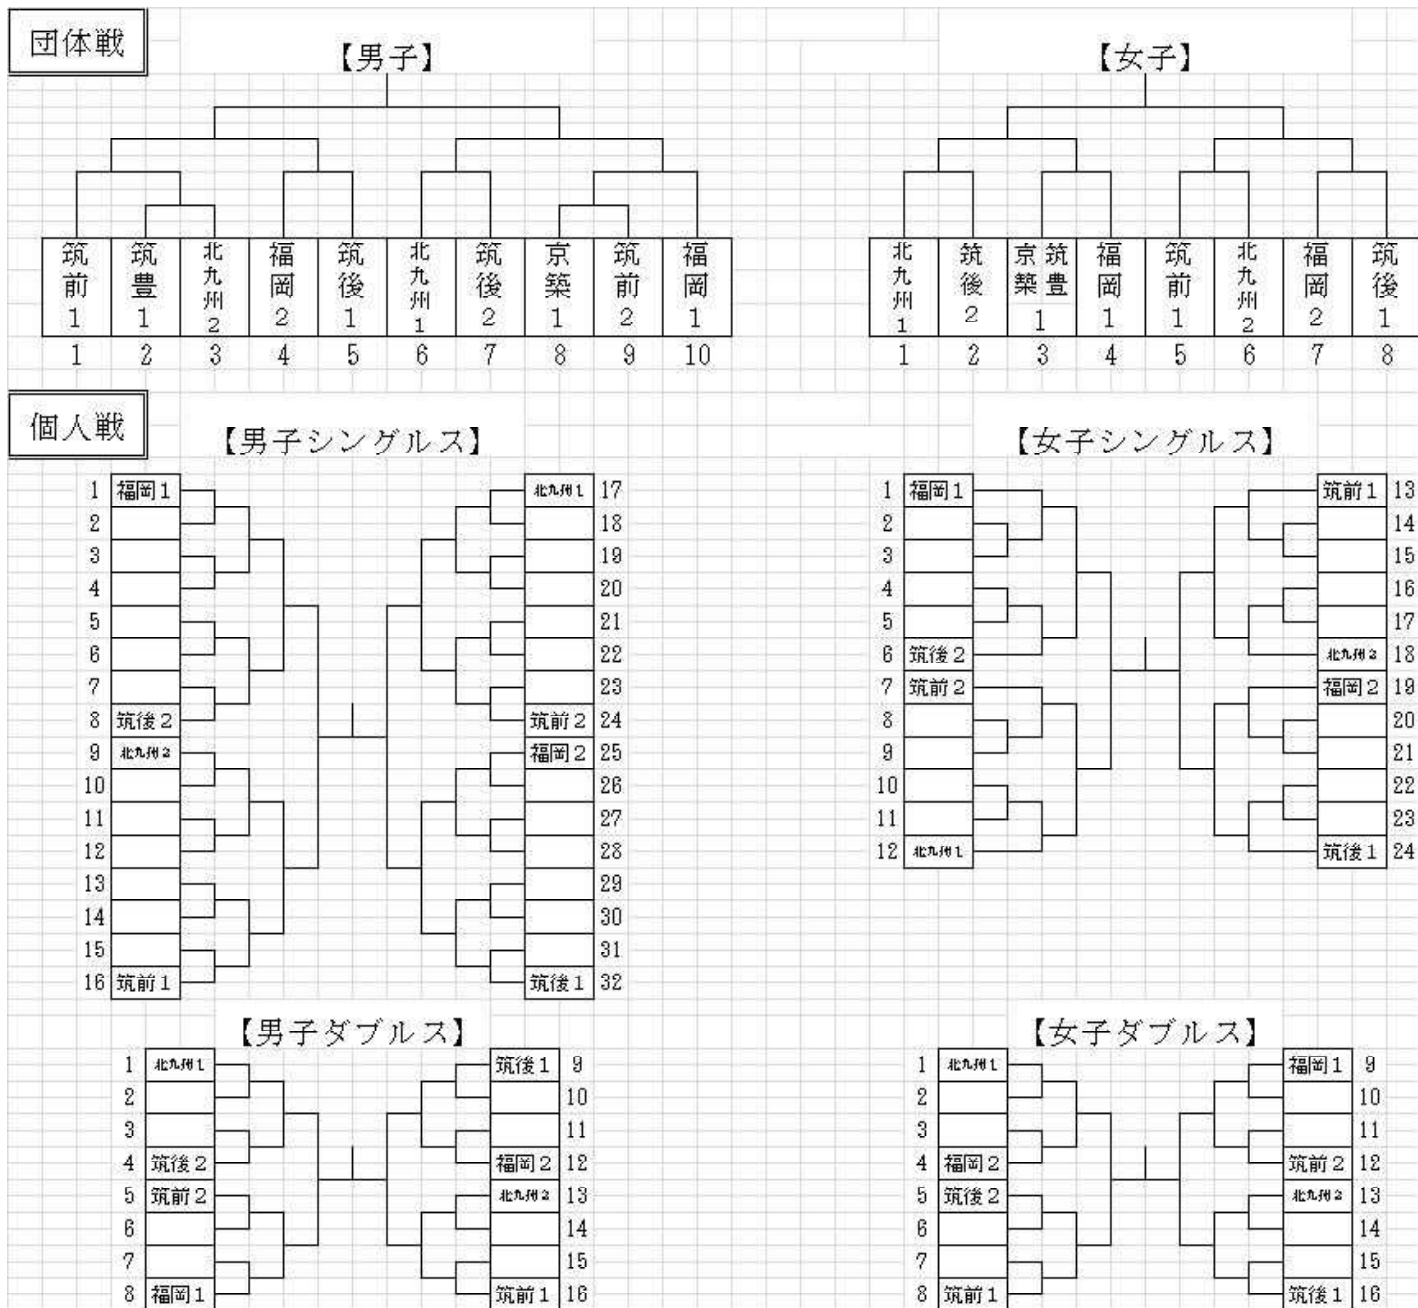 団体戦
【男子】
【女子】
筑前1 筑豊1 北九州2 福岡2 筑後1 北九州1 筑後2 京築1 筑前2 福岡1
1 2 3 4 5 6 7 8 9 10
北九州1 筑後2 京築筑豊1 福岡1 筑前1 北九州2 福岡2 筑後1
1 2 3 4 5 6 7 8
個人戦
【男子シングルス】
1 福岡1 北九州1 17
2 18
3 19
4 20
5 21
6 22
7 23
8 筑後2 筑前2 24
9 北九州2 福岡2 25
10 26
11 27
12 28
13 29
14 30
15 31
16 筑前1 筑後1 32
【女子シングルス】
1 福岡1 筑前1 13
2 14
3 15
4 16
5 17
6 筑後2 北九州2 18
7 筑前2 福岡2 19
8 20
9 21
10 22
11 23
12 北九州1 筑後1 24
【男子ダブルス】
1 北九州1 筑後1 9
2 10
3 11
4 筑後2 福岡2 12
5 筑前2 北九州2 13
6 14
7 15
8 福岡1 筑前1 16
【女子ダブルス】
1 北九州1 福岡1 9
2 10
3 11
4 福岡2 筑前2 12
5 筑後2 北九州2 13
6 14
7 15
8 筑前1 筑後1 16